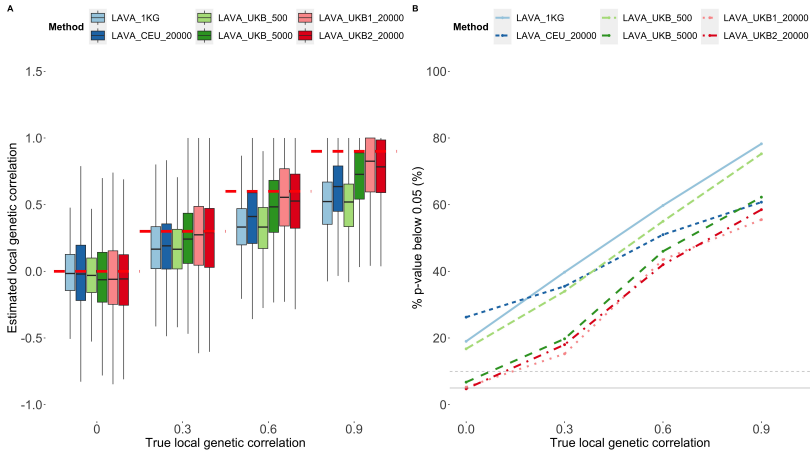 A
Method
LAVA_1KG
LAVA_UKB_500
LAVA_UKB1_20000
LAVA_CEU_20000
LAVA_UKB_5000
LAVA_UKB2_20000
Estimated local genetic correlation
1.5
1.0
0.5
0.0
-0.5
-1.0
0
0.3
0.6
0.9
True local genetic correlation
B
Method
LAVA_1KG
LAVA_UKB_500
LAVA_UKB1_20000
LAVA_CEU_20000
LAVA_UKB_5000
LAVA_UKB2_20000
% p-value below 0.05 (%)
100
80
60
40
20
0
0.0
0.3
0.6
0.9
True local genetic correlation